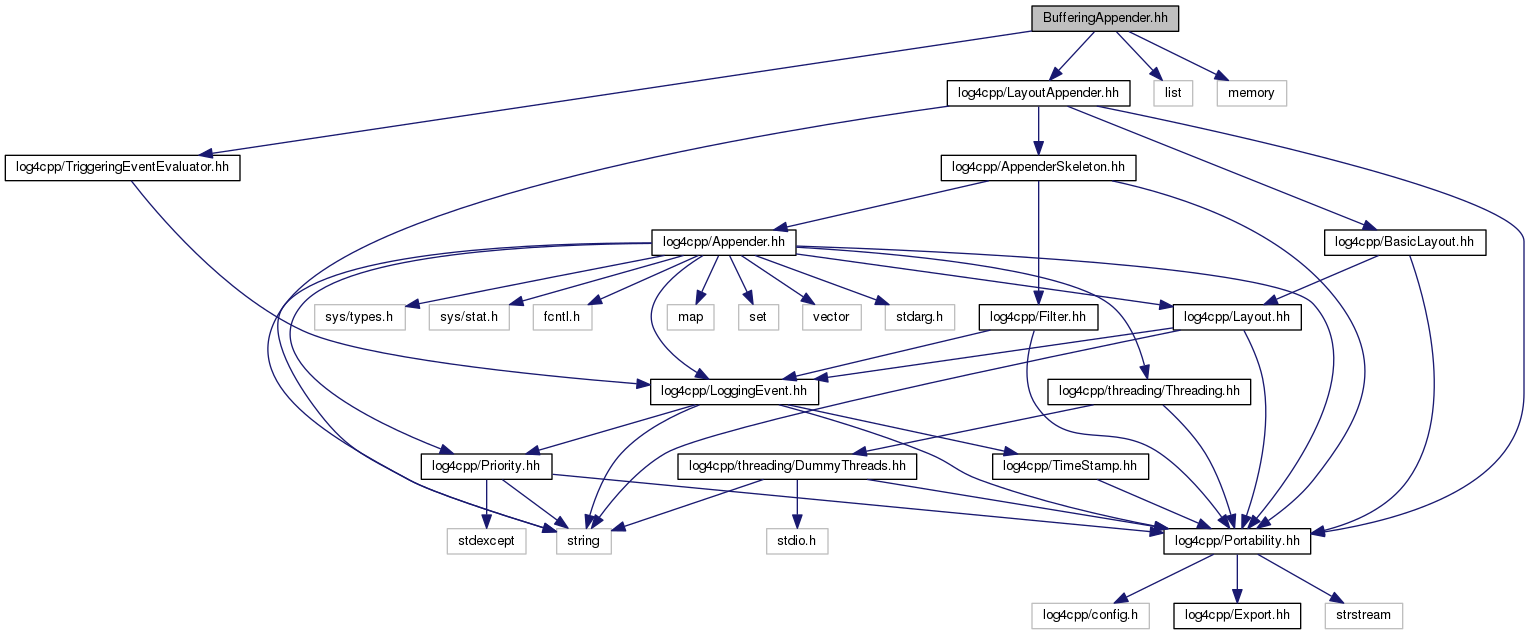 BufferingAppender.hh
log4cpp/LayoutAppender.hh
list
memory
log4cpp/TriggeringEventEvaluator.hh
log4cpp/AppenderSkeleton.hh
log4cpp/Appender.hh
log4cpp/BasicLayout.hh
sys/types.h
sys/stat.h
fcntl.h
map
set
vector
stdarg.h
log4cpp/Filter.hh
log4cpp/Layout.hh
log4cpp/LoggingEvent.hh
log4cpp/threading/Threading.hh
log4cpp/Priority.hh
log4cpp/threading/DummyThreads.hh
log4cpp/TimeStamp.hh
stdexcept
string
stdio.h
log4cpp/Portability.hh
log4cpp/config.h
log4cpp/Export.hh
strstream